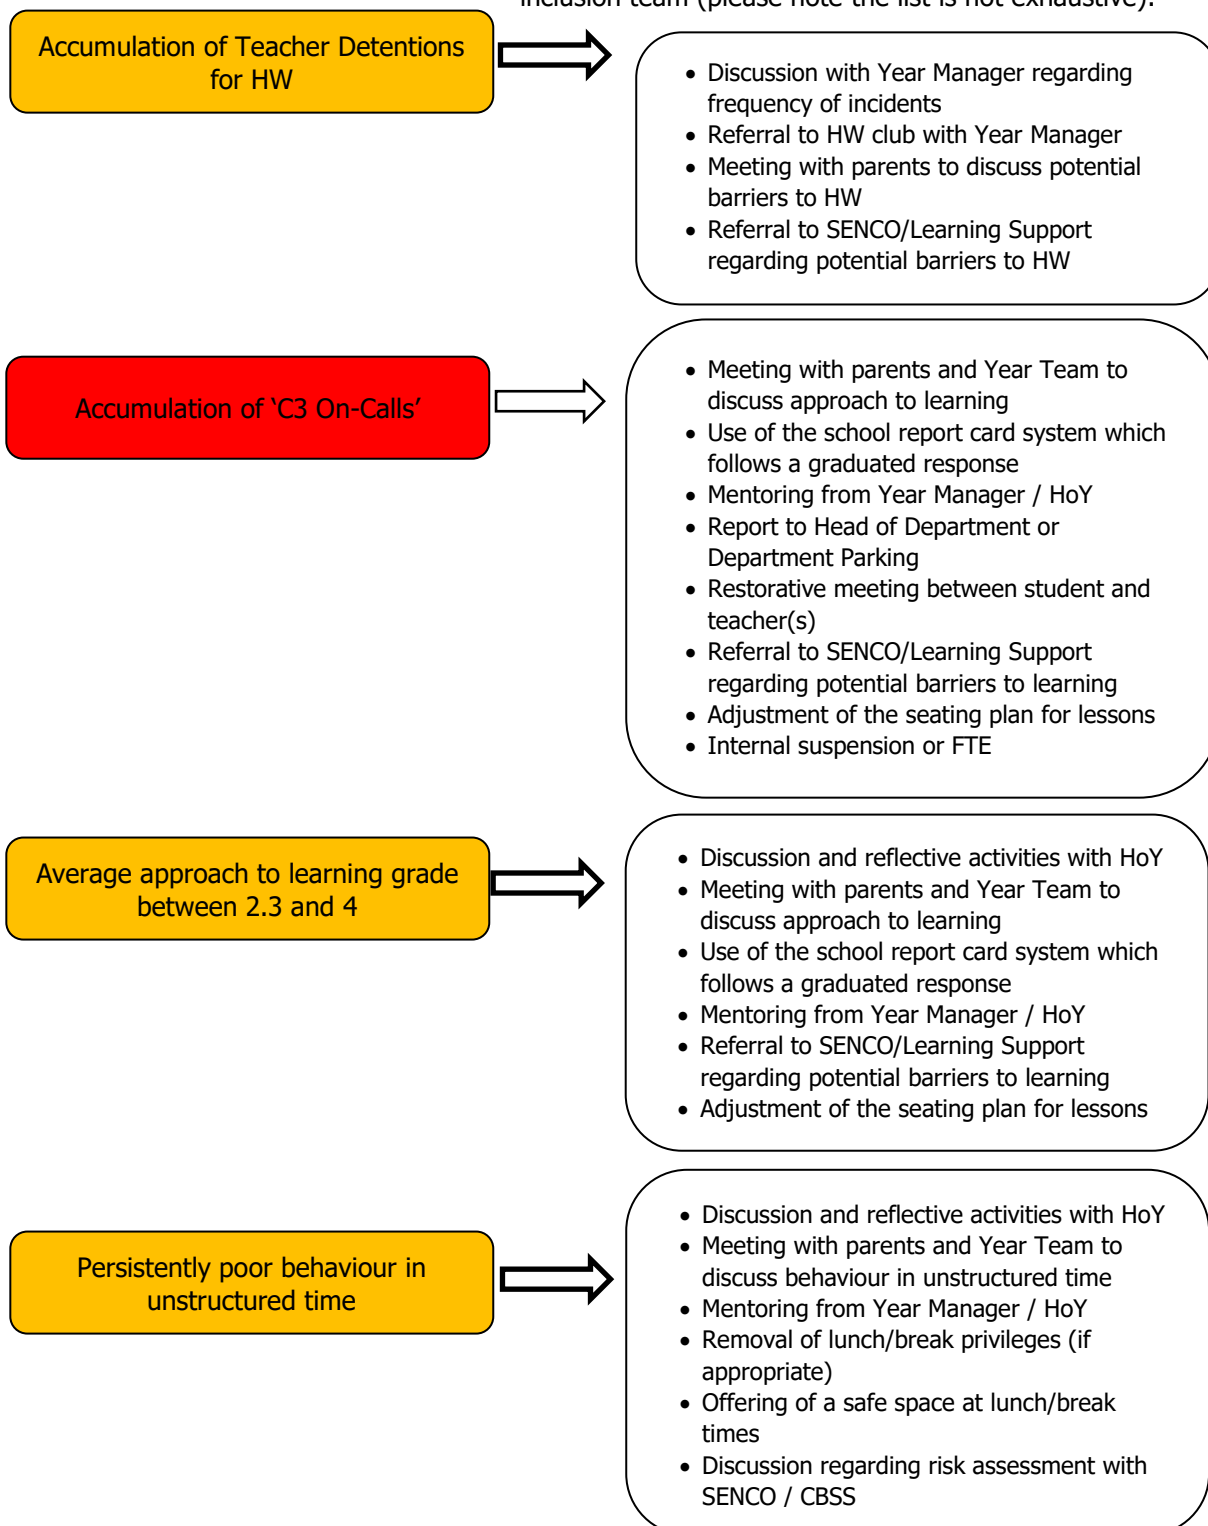 inclusion team (please note the list is not exhaustive).
Accumulation of Teacher Detentions
for HW
• Discussion with Year Manager regarding
frequency of incidents
• Referral to HW club with Year Manager
• Meeting with parents to discuss potential
barriers to HW
• Referral to SENCO/Learning Support
regarding potential barriers to HW
Accumulation of ‘C3 On-Calls’
• Meeting with parents and Year Team to
discuss approach to learning
• Use of the school report card system which
follows a graduated response
• Mentoring from Year Manager / HoY
• Report to Head of Department or
Department Parking
• Restorative meeting between student and
teacher(s)
• Referral to SENCO/Learning Support
regarding potential barriers to learning
• Adjustment of the seating plan for lessons
• Internal suspension or FTE
Average approach to learning grade
between 2.3 and 4
• Discussion and reflective activities with HoY
• Meeting with parents and Year Team to
discuss approach to learning
• Use of the school report card system which
follows a graduated response
• Mentoring from Year Manager / HoY
• Referral to SENCO/Learning Support
regarding potential barriers to learning
• Adjustment of the seating plan for lessons
Persistently poor behaviour in
unstructured time
• Discussion and reflective activities with HoY
• Meeting with parents and Year Team to
discuss behaviour in unstructured time
• Mentoring from Year Manager / HoY
• Removal of lunch/break privileges (if
appropriate)
• Offering of a safe space at lunch/break
times
• Discussion regarding risk assessment with
SENCO / CBSS